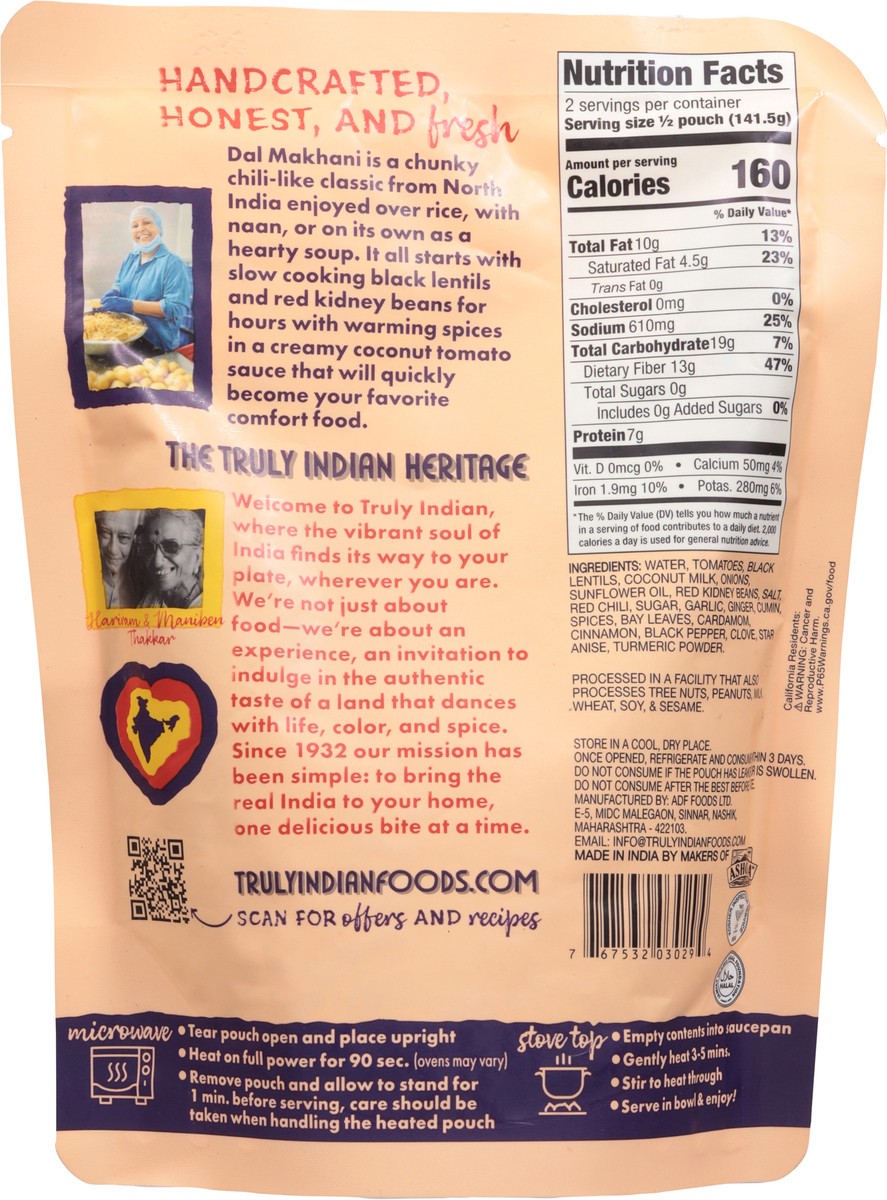 HANDCRAFTED,
HONEST, AND fresh
Dal Makhani is a chunky
chili-like classic from North
India enjoyed over rice, with
naan, or on its own as a
hearty soup. It all starts with
slow cooking black lentils
and red kidney beans for
hours with warming spices
in a creamy coconut tomato
sauce that will quickly
become your favorite
comfort food.
THE TRULY INDIAN HERITAGE
Welcome to Truly Indian,
where the vibrant soul of
India finds its way to your
plate, wherever you are.
We're not just about
food—we're about an
experience, an invitation to
indulge in the authentic
taste of a land that dances
with life, color, and spice.
Since 1932 our mission has
been simple: to bring the
real India to your home,
one delicious bite at a time.
Hariram & Maniben
Thakkar
TRULYINDIANFOODS.COM
SCAN FOR offers AND recipes
Nutrition Facts
2 servings per container
Serving size ½ pouch (141.5g)
Amount per serving
Calories 160
% Daily Value*
Total Fat 10g 13%
Saturated Fat 4.5g 23%
Trans Fat 0g
Cholesterol 0mg 0%
Sodium 610mg 25%
Total Carbohydrate 19g 7%
Dietary Fiber 13g 47%
Total Sugars 0g
Includes 0g Added Sugars 0%
Protein 7g
Vit. D 0mcg 0% • Calcium 50mg 4%
Iron 1.9mg 10% • Potas. 280mg 6%
*The % Daily Value (DV) tells you how much a nutrient
in a serving of food contributes to a daily diet. 2,000
calories a day is used for general nutrition advice.
INGREDIENTS: WATER, TOMATOES, BLACK
LENTILS, COCONUT MILK, ONIONS,
SUNFLOWER OIL, RED KIDNEY BEANS, SALT,
RED CHILI, SUGAR, GARLIC, GINGER, CUMIN,
SPICES, BAY LEAVES, CARDAMOM,
CINNAMON, BLACK PEPPER, CLOVE, STAR
ANISE, TURMERIC POWDER.
PROCESSED IN A FACILITY THAT ALSO
PROCESSES TREE NUTS, PEANUTS, MILK
WHEAT, SOY, & SESAME.
California Residents:
⚠WARNING: Cancer and
Reproductive Harm.
www.P65Warnings.ca.gov/food
STORE IN A COOL, DRY PLACE.
ONCE OPENED, REFRIGERATE AND CONSUME WITHIN 3 DAYS.
DO NOT CONSUME IF THE POUCH HAS LEAK OR IS SWOLLEN.
DO NOT CONSUME AFTER THE BEST BEFORE
MANUFACTURED BY: ADF FOODS LTD.
E-5, MIDC MALEGAON, SINNAR, NASHIK,
MAHARASHTRA - 422103.
EMAIL: INFO@TRULYINDIANFOODS.COM
MADE IN INDIA BY MAKERS OF ASHOKA
7 67532 03029 4
HALAL
microwave
• Tear pouch open and place upright
• Heat on full power for 90 sec. (ovens may vary)
• Remove pouch and allow to stand for
1 min. before serving, care should be
taken when handling the heated pouch
stove top
• Empty contents into saucepan
• Gently heat 3-5 mins.
• Stir to heat through
• Serve in bowl & enjoy!